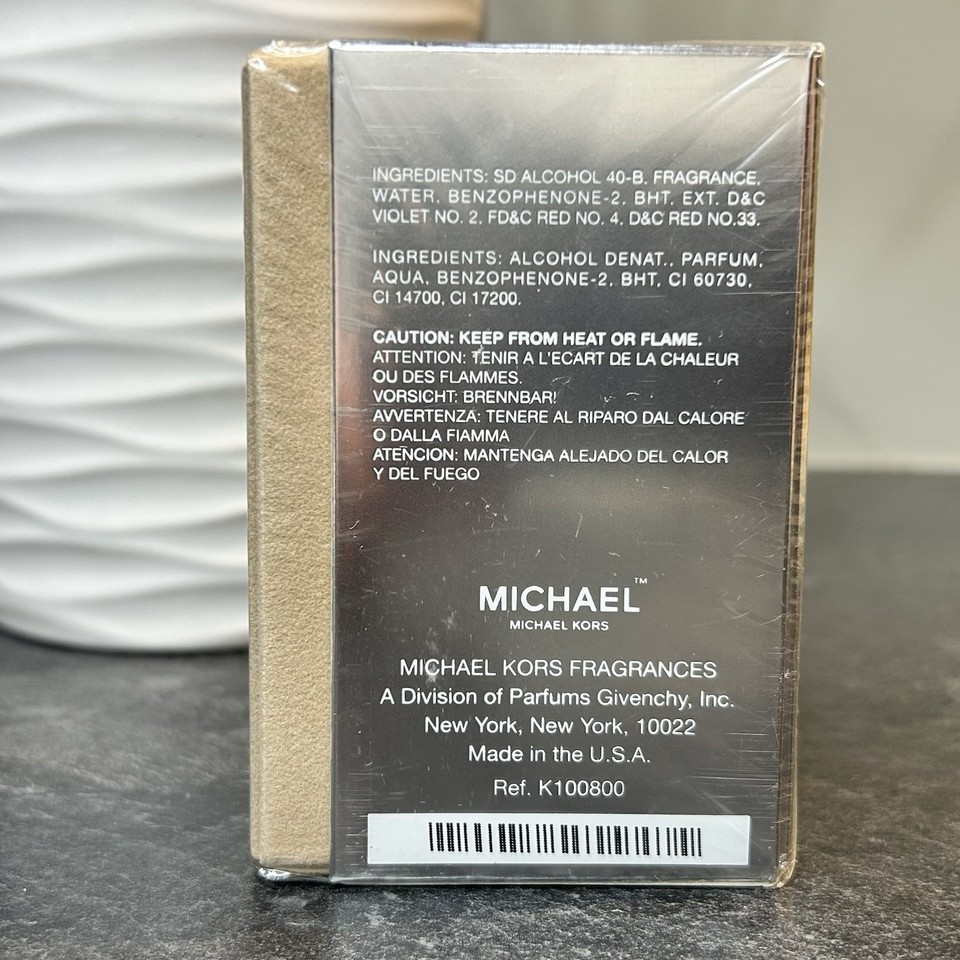 INGREDIENTS: SD ALCOHOL 40-B, FRAGRANCE,
WATER, BENZOPHENONE-2, BHT, EXT. D&C
VIOLET NO. 2, FD&C RED NO. 4, D&C RED NO.33.
INGREDIENTS: ALCOHOL DENAT., PARFUM,
AQUA, BENZOPHENONE-2, BHT, CI 60730,
CI 14700, CI 17200.
CAUTION: KEEP FROM HEAT OR FLAME.
ATTENTION: TENIR A L'ECART DE LA CHALEUR
OU DES FLAMMES.
VORSICHT: BRENNBAR!
AVVERTENZA: TENERE AL RIPARO DAL CALORE
O DALLA FIAMMA
ATENCION: MANTENGA ALEJADO DEL CALOR
Y DEL FUEGO
MICHAEL™
MICHAEL KORS
MICHAEL KORS FRAGRANCES
A Division of Parfums Givenchy, Inc.
New York, New York, 10022
Made in the U.S.A.
Ref. K100800